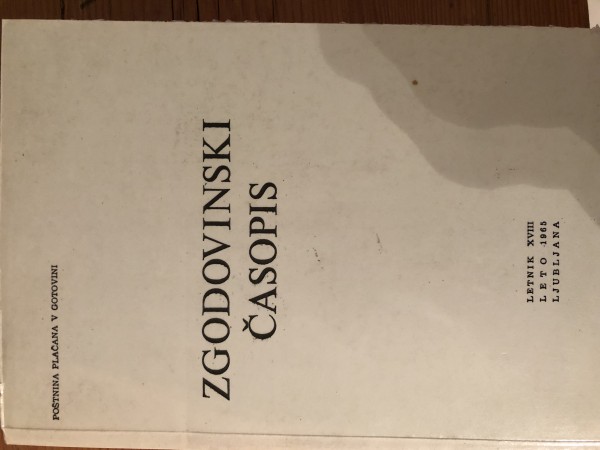 POŠTNINA PLAČANA V GOTOVINI
ZGODOVINSKI
ČASOPIS
LETNIK XVIII
LETO 1965
LJUBLJANA